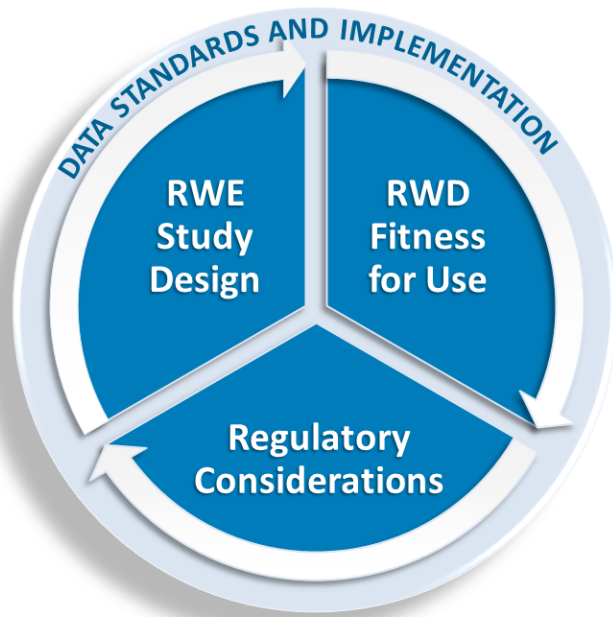 DATA STANDARDS AND IMPLEMENTATION
RWE
Study
Design
RWD
Fitness
for Use
Regulatory
Considerations